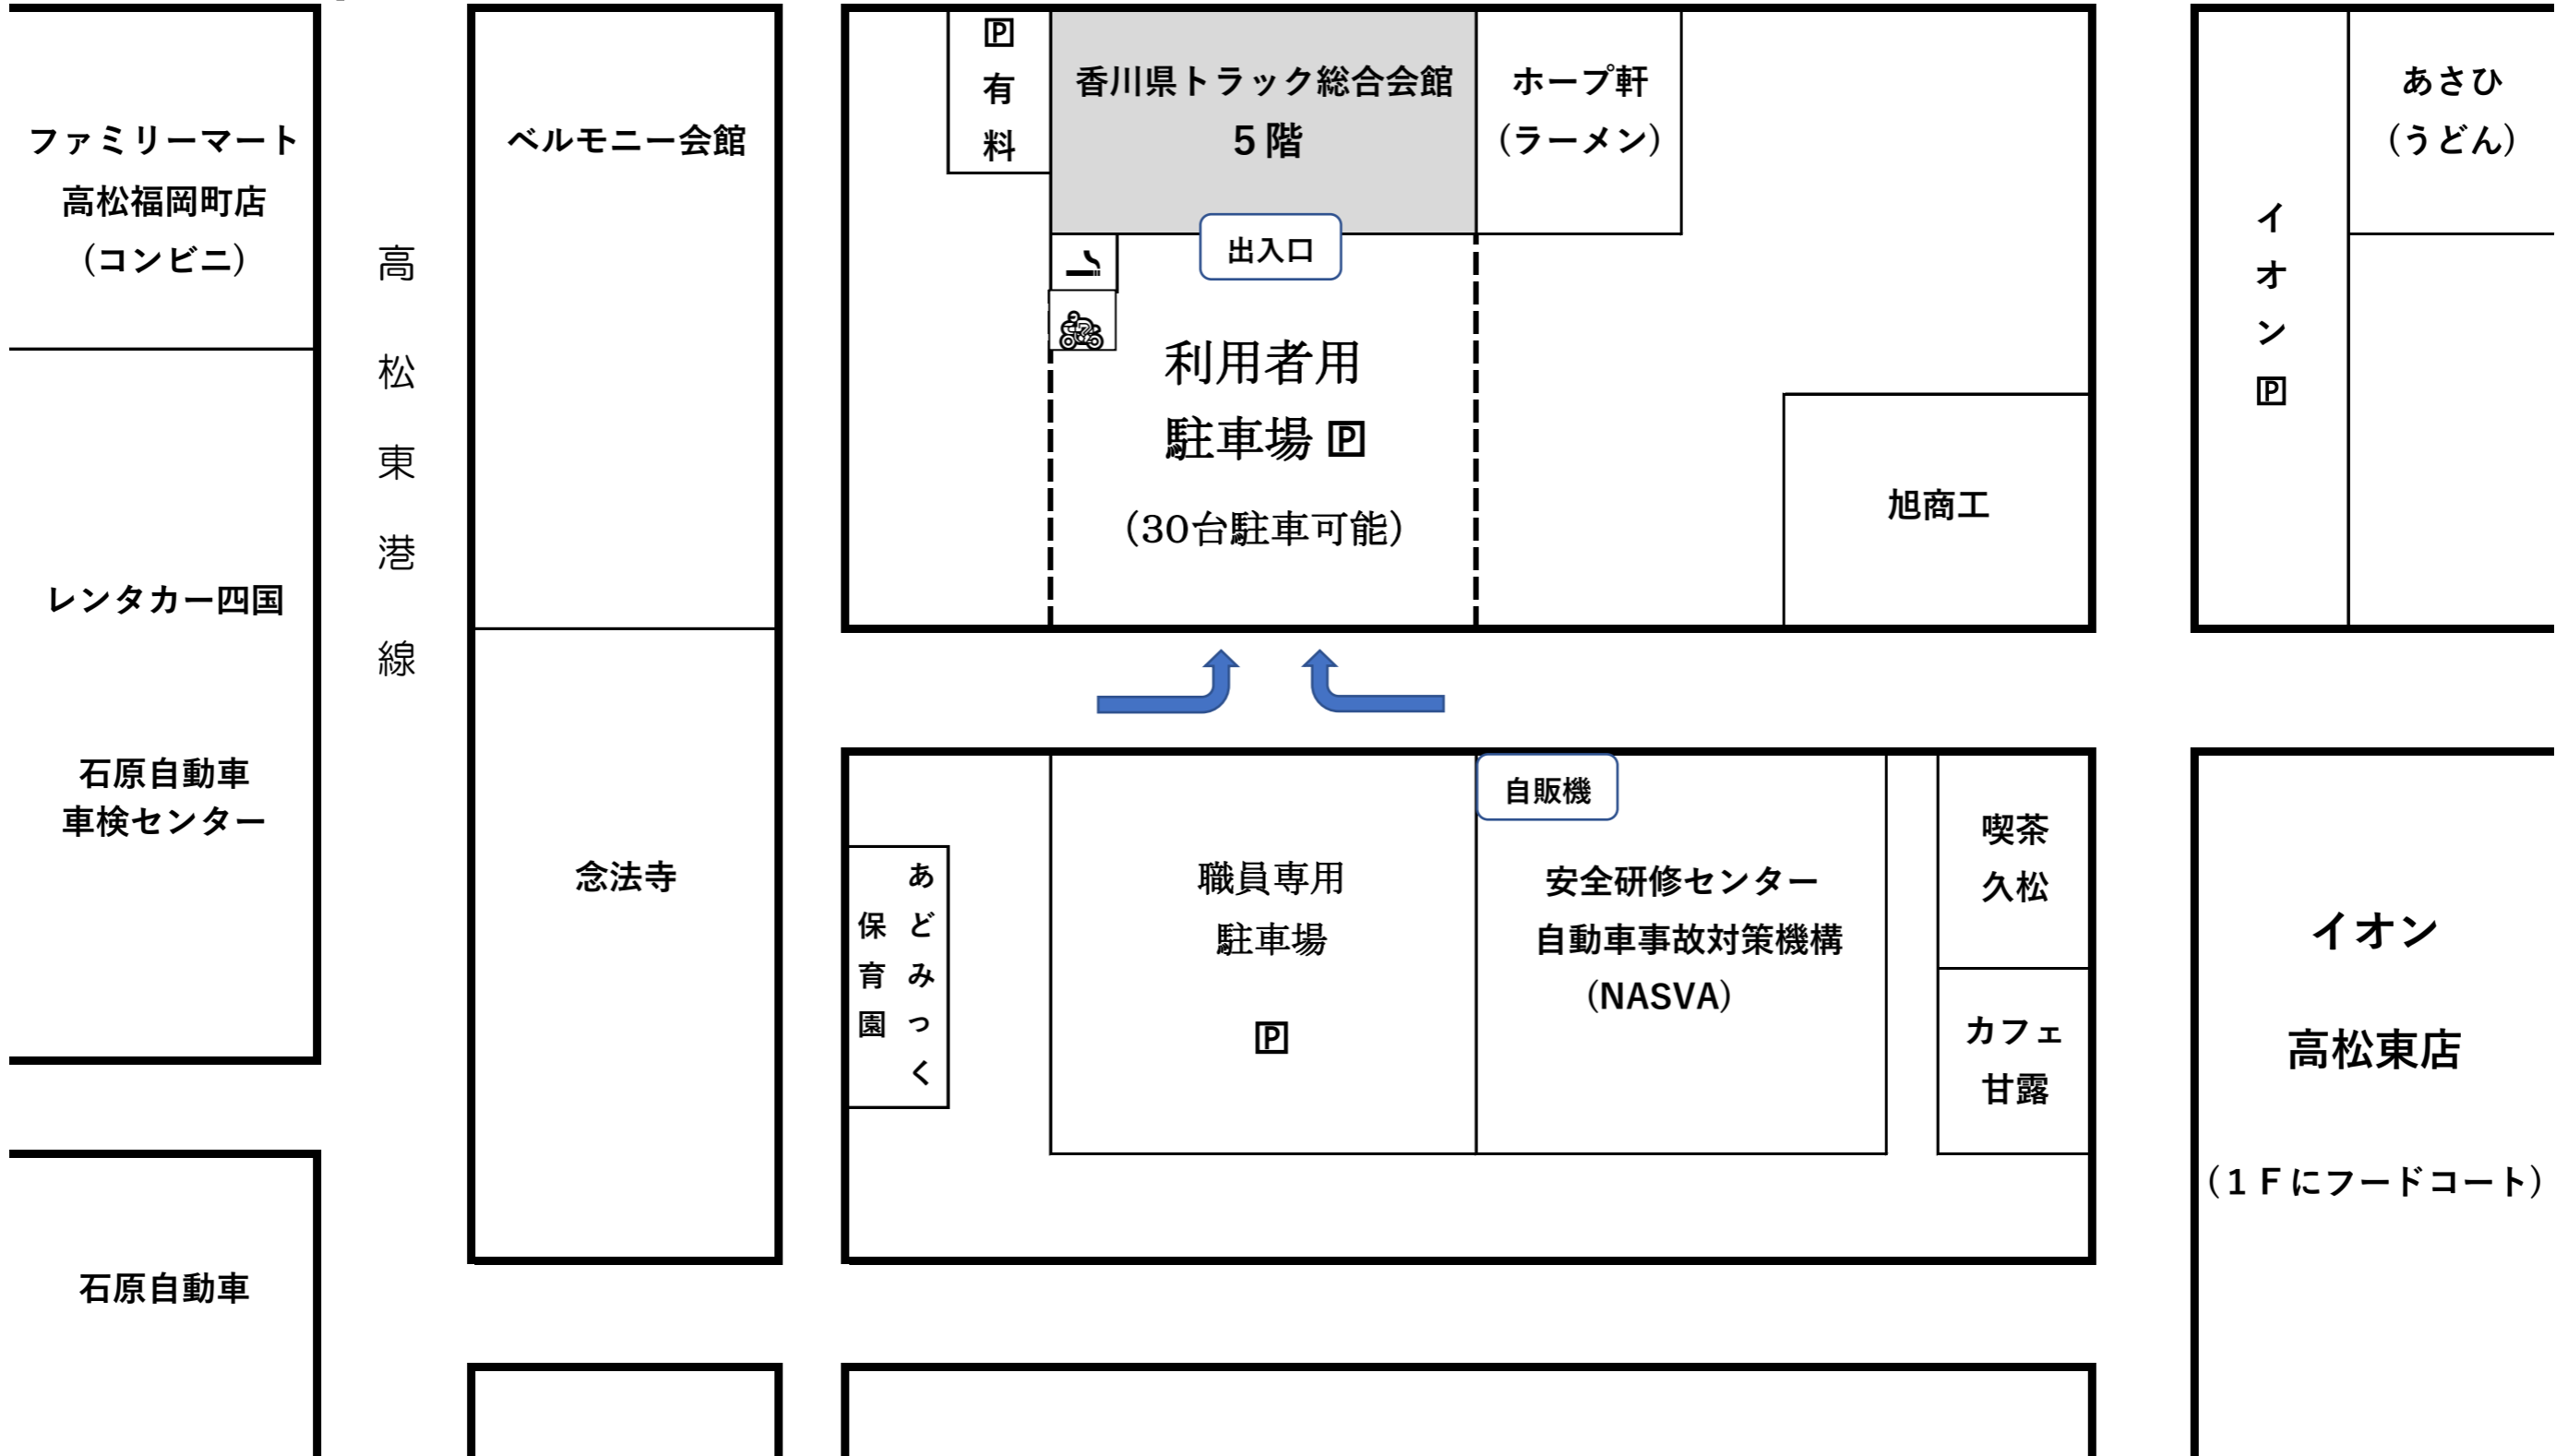 ファミリーマート
高松福岡町店
（コンビニ）
レンタカー四国
石原自動車
車検センター
石原自動車
高松東港線
ベルモニー会館
念法寺
🄿有料
香川県トラック総合会館
５階
出入口
ホープ軒
（ラーメン）
利用者用
駐車場🄿
（30台駐車可能）
旭商工
イオン🄿
あさひ
（うどん）
あどみっく
保育園
職員専用
駐車場
🄿
自販機
安全研修センター
自動車事故対策機構
（NASVA）
喫茶
久松
カフェ
甘露
イオン
高松東店
（１Ｆにフードコート）